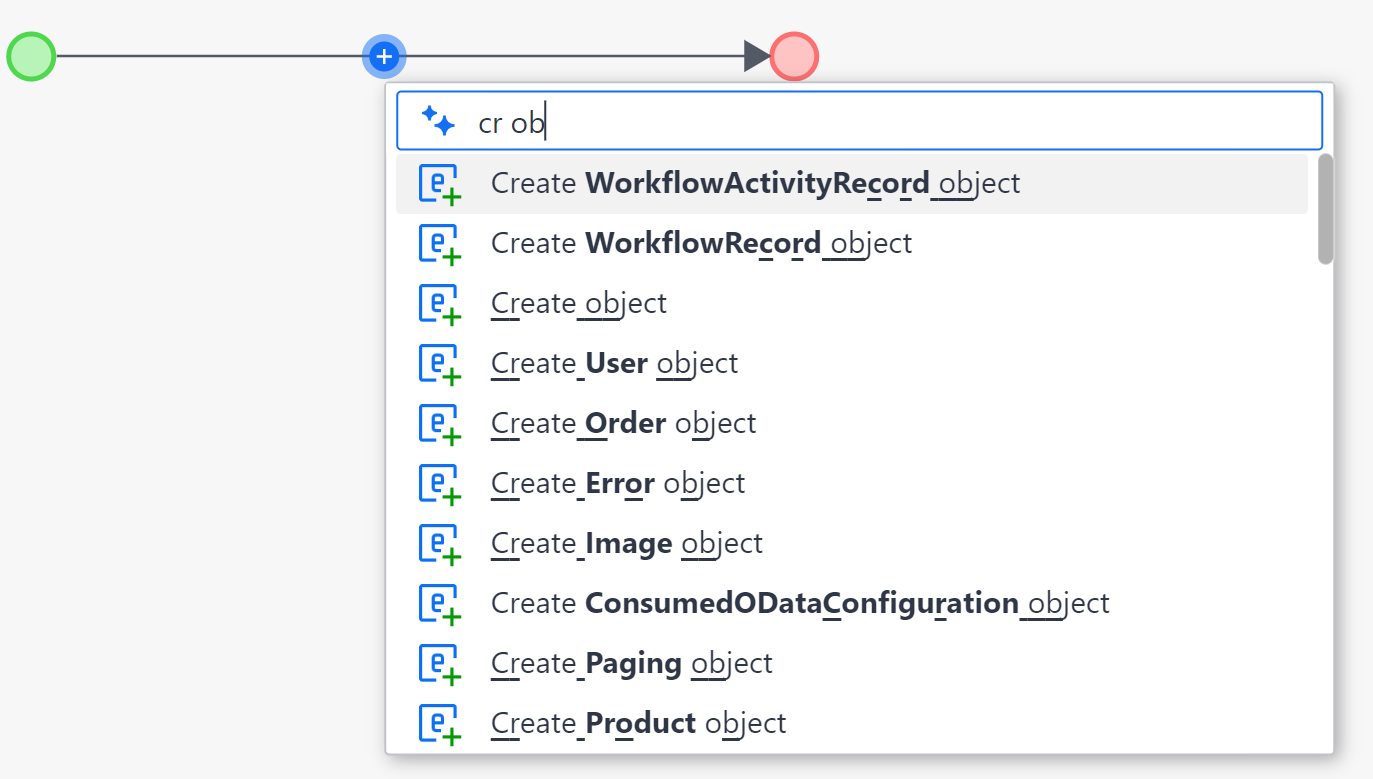 cr ob
Create WorkflowActivityRecord object
Create WorkflowRecord object
Create object
Create User object
Create Order object
Create Error object
Create Image object
Create ConsumedODataConfiguration object
Create Paging object
Create Product object